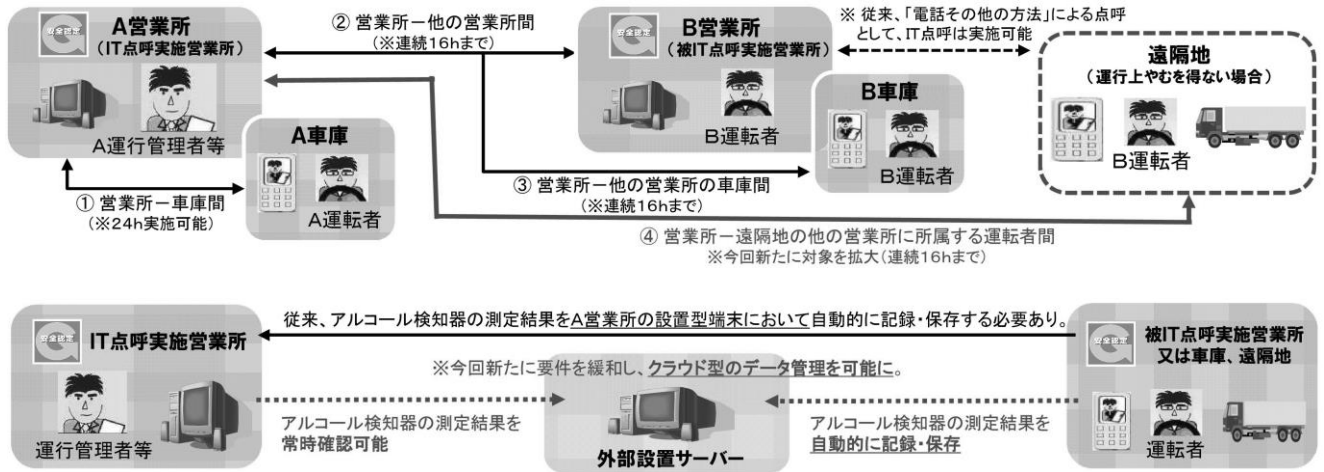 安全認定
A営業所
(IT点呼実施営業所)
A運行管理者等
② 営業所－他の営業所間
(※連続16hまで)
B営業所
(被IT点呼実施営業所)
B運転者
※ 従来、「電話その他の方法」による点呼
として、IT点呼は実施可能
遠隔地
(運行上やむを得ない場合)
B運転者
A車庫
A運転者
B車庫
B運転者
① 営業所－車庫間
(※24h実施可能)
③ 営業所－他の営業所の車庫間
(※連続16hまで)
④ 営業所－遠隔地の他の営業所に所属する運転者間
※今回新たに対象を拡大(連続16hまで)
安全認定
IT点呼実施営業所
運行管理者等
従来、アルコール検知器の測定結果をA営業所の設置型端末において自動的に記録・保存する必要あり。
※今回新たに要件を緩和し、クラウド型のデータ管理を可能に。
アルコール検知器の測定結果を
常時確認可能
外部設置サーバー
アルコール検知器の測定結果を
自動的に記録・保存
安全認定
被IT点呼実施営業所
又は車庫、遠隔地
運転者